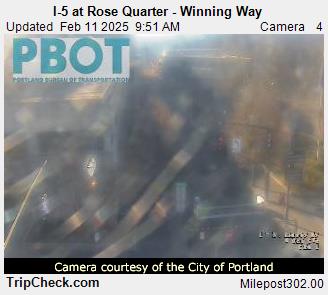 I-5 at Rose Quarter - Winning Way
Updated Feb 11 2025 9:51 AM Camera 4
PBOT
PORTLAND BUREAU OF TRANSPORTATION
Camera courtesy of the City of Portland
TripCheck.com Milepost302.00